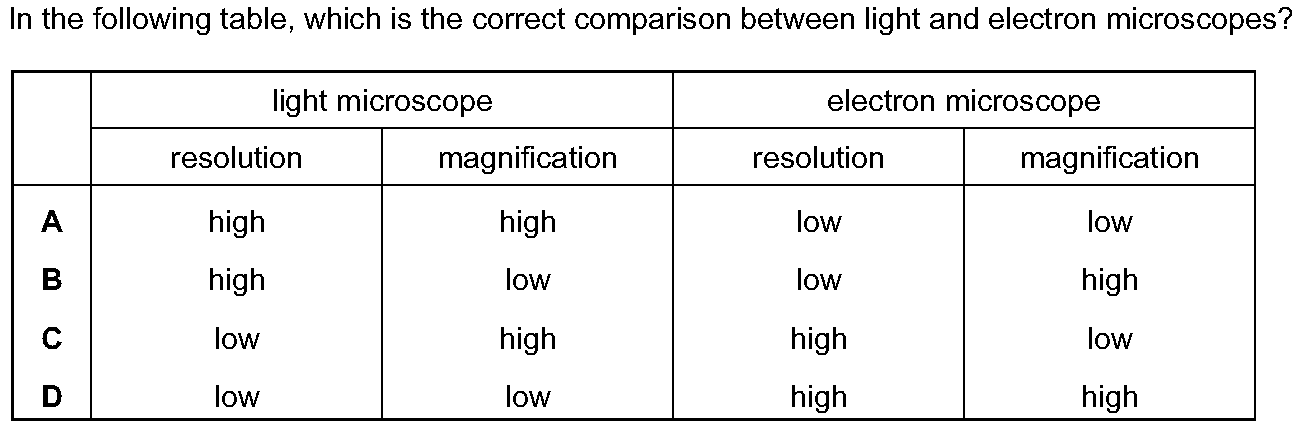 In the following table, which is the correct comparison between light and electron microscopes?
light microscope electron microscope
resolution magnification resolution magnification
A high high low low
B high low low high
C low high high low
D low low high high